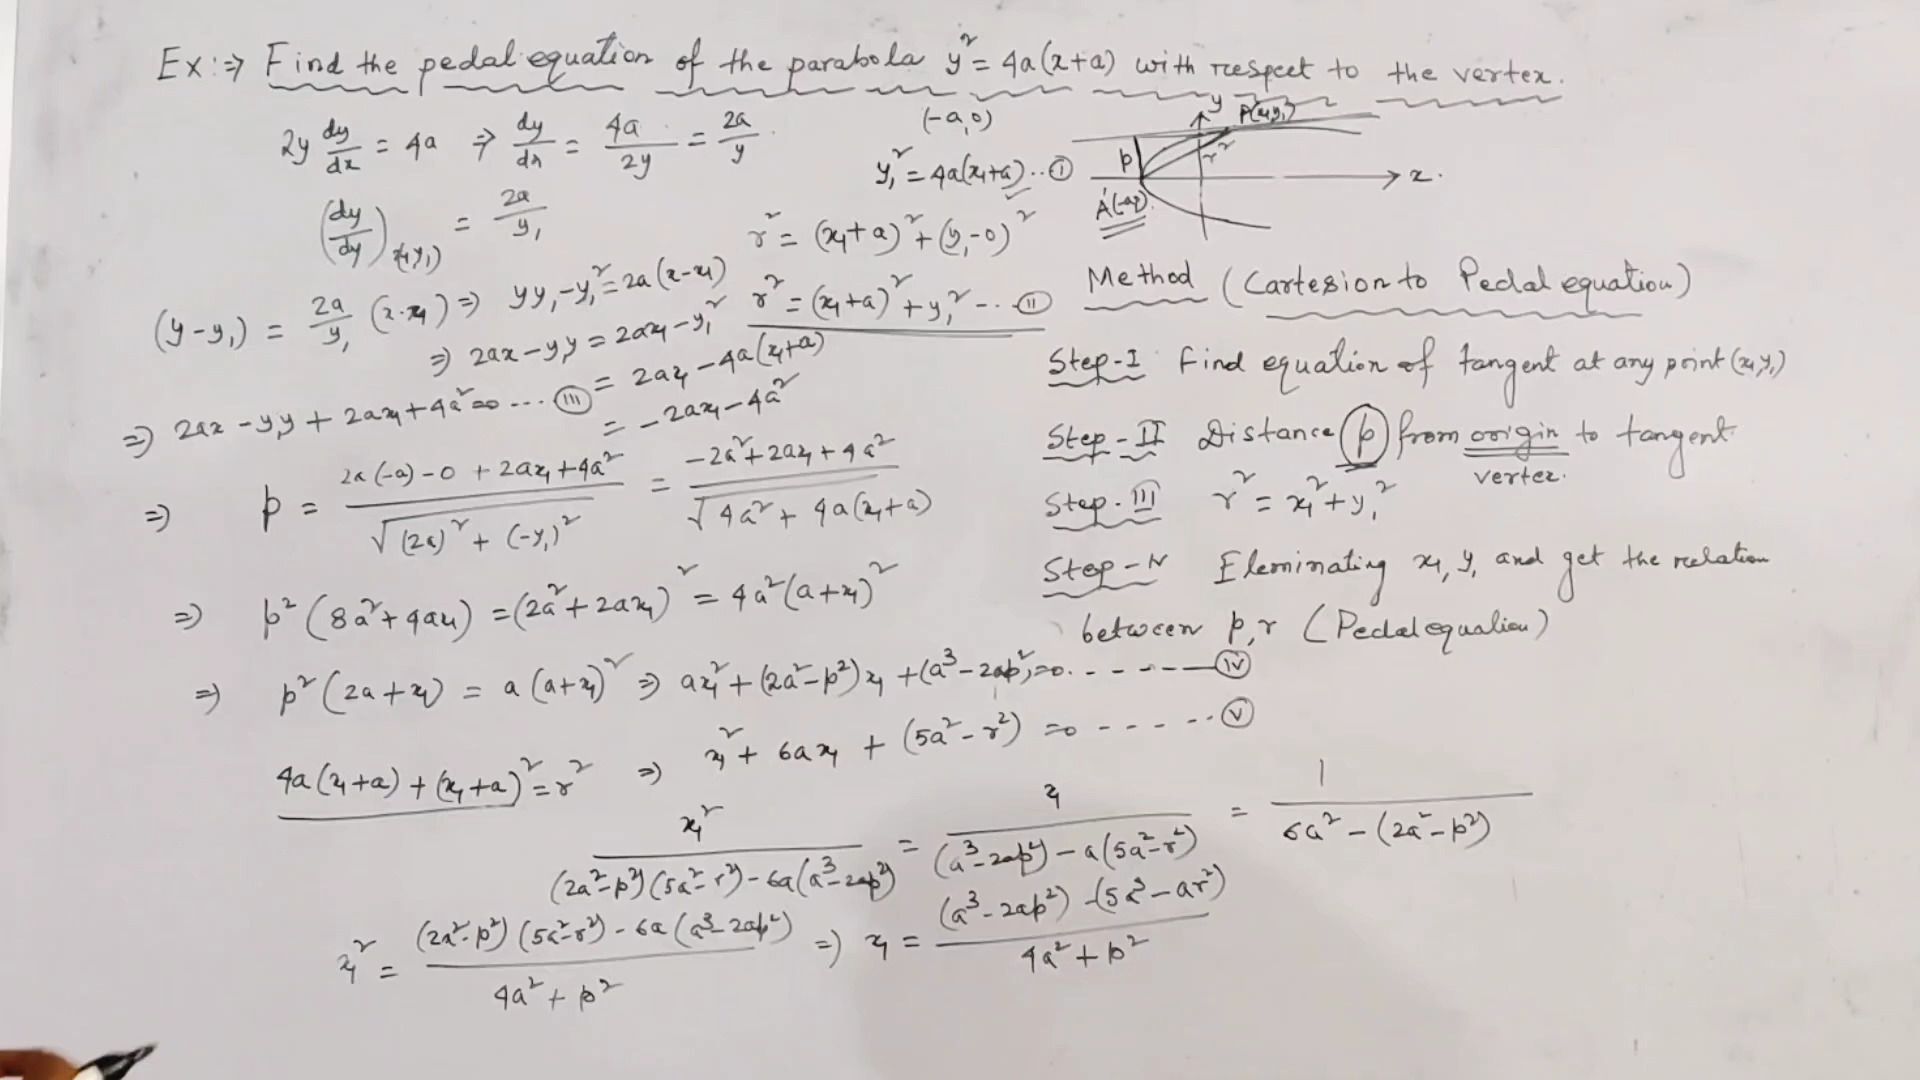 Ex:⇒ Find the pedal equation of the parabola y² = 4a(x+a) with respect to the vertex.
2y dy/dx = 4a ⇒ dy/dx = 4a/2y = 2a/y
(-a,0)
y
P(x₁,y₁)
y₁² = 4a(x₁+a) ... Ⓘ
p
r
x.
A(-a,0)
(dy/dy)(x₁,y₁) = 2a/y₁
r² = (x₁+a)² + (y₁-0)²
(y-y₁) = 2a/y₁ (x-x₁) ⇒ yy₁-y₁² = 2a(x-x₁)
r² = (x₁+a)² + y₁² ... (II)
Method (Cartesion to Pedal equation)
⇒ 2ax-y₁y = 2ax₁-y₁²
= 2ax₁-4a(x₁+a)
= -2ax₁-4a²
⇒ 2ax-y₁y+2ax₁+4a²=0 ... (III)
Step-I Find equation of tangent at any point (x₁,y₁)
Step-II Distance (p) from origin to tangent
vertex.
⇒ p = (2a(-a)-0+2ax₁+4a²)/√((2a)²+(-y₁)²) = (-2a²+2ax₁+4a²)/√(4a²+4a(x₁+a))
Step-III r² = x₁²+y₁²
⇒ p²(8a²+4ax₁) = (2a²+2ax₁)² = 4a²(a+x₁)²
Step-IV Eleminating x₁,y₁ and get the relation
between p,r (Pedal equation)
⇒ p²(2a+x₁) = a(a+x₁)² ⇒ ax₁²+(2a²-p²)x₁+(a³-2ap²)=0 ... (IV)
4a(x₁+a)+(x₁+a)²=r² ⇒ x₁²+6ax₁+(5a²-r²)=0 ... (V)
x₁²/((2a²-p²)(5a²-r²)-6a(a³-2ap²)) = x₁/((a³-2ap²)-a(5a²-r²)) = 1/(6a²-(2a²-p²))
x₁² = ((2a²-p²)(5a²-r²)-6a(a³-2ap²))/(4a²+p²) ⇒ x₁ = ((a³-2ap²)-(5a³-ar²))/(4a²+p²)